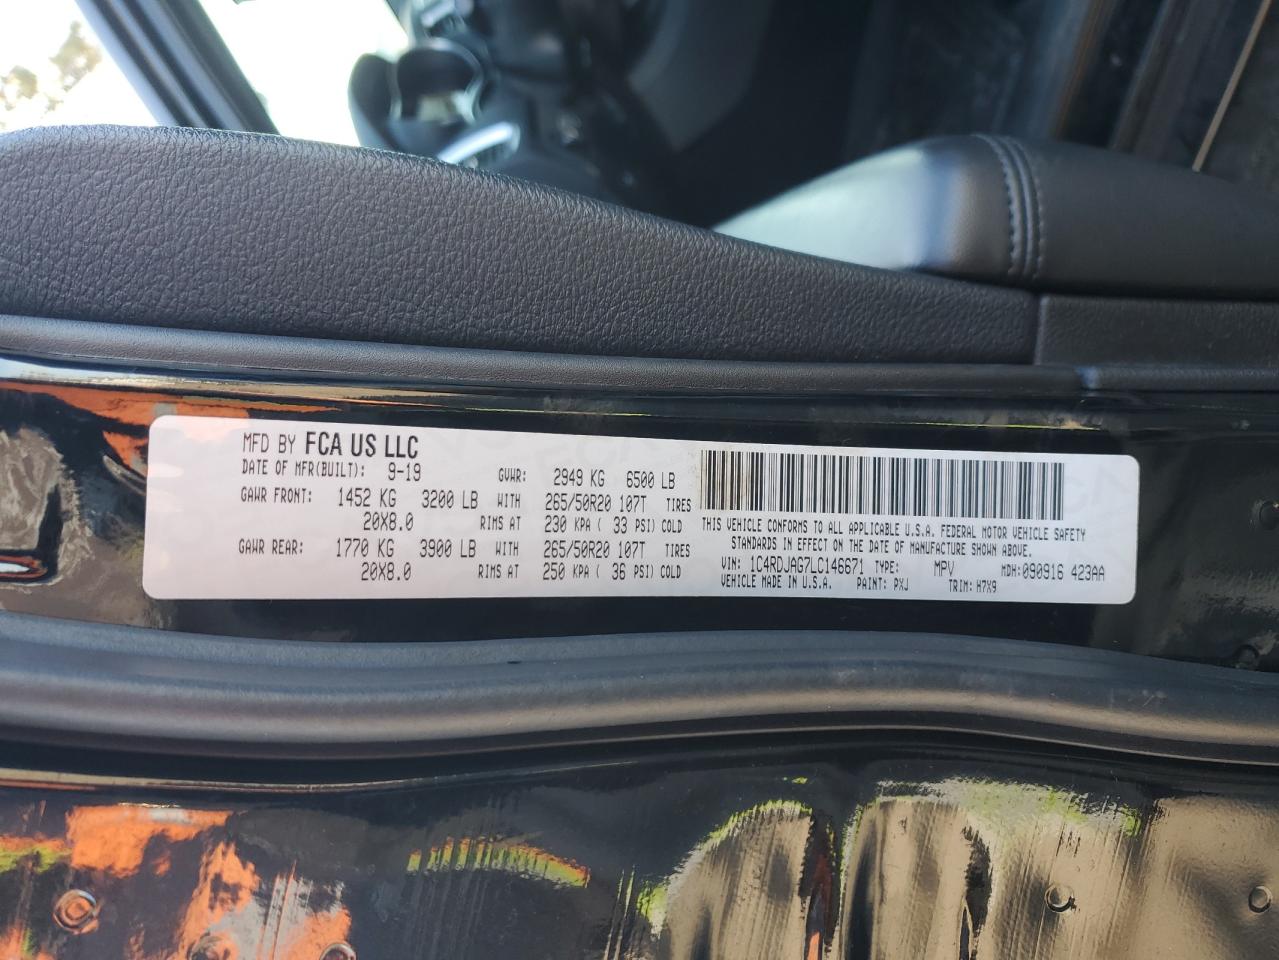 MFD BY FCA US LLC
DATE OF MFR(BUILT): 9-19 GVWR: 2949 KG 6500 LB
GAWR FRONT: 1452 KG 3200 LB WITH 265/50R20 107T TIRES
20X8.0 RIMS AT 230 KPA ( 33 PSI) COLD
GAWR REAR: 1770 KG 3900 LB WITH 265/50R20 107T TIRES
20X8.0 RIMS AT 250 KPA ( 36 PSI) COLD
THIS VEHICLE CONFORMS TO ALL APPLICABLE U.S.A. FEDERAL MOTOR VEHICLE SAFETY
STANDARDS IN EFFECT ON THE DATE OF MANUFACTURE SHOWN ABOVE.
VIN: 1C4RDJAG7LC146671 TYPE: MPV MDH:090916 423AA
VEHICLE MADE IN U.S.A. PAINT: PXJ TRIM: H7X9